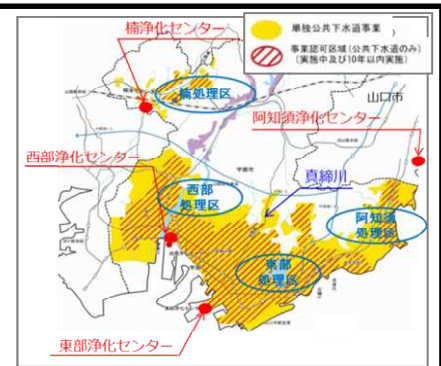 楠浄化センター
単独公共下水道事業
事業認可区域(公共下水道のみ)
(実施中及び10年以内実施)
楠処理区
山口市
阿知須浄化センター
西部浄化センター
宇部市
真締川
西部
処理区
阿知須
処理区
東部
処理区
東部浄化センター